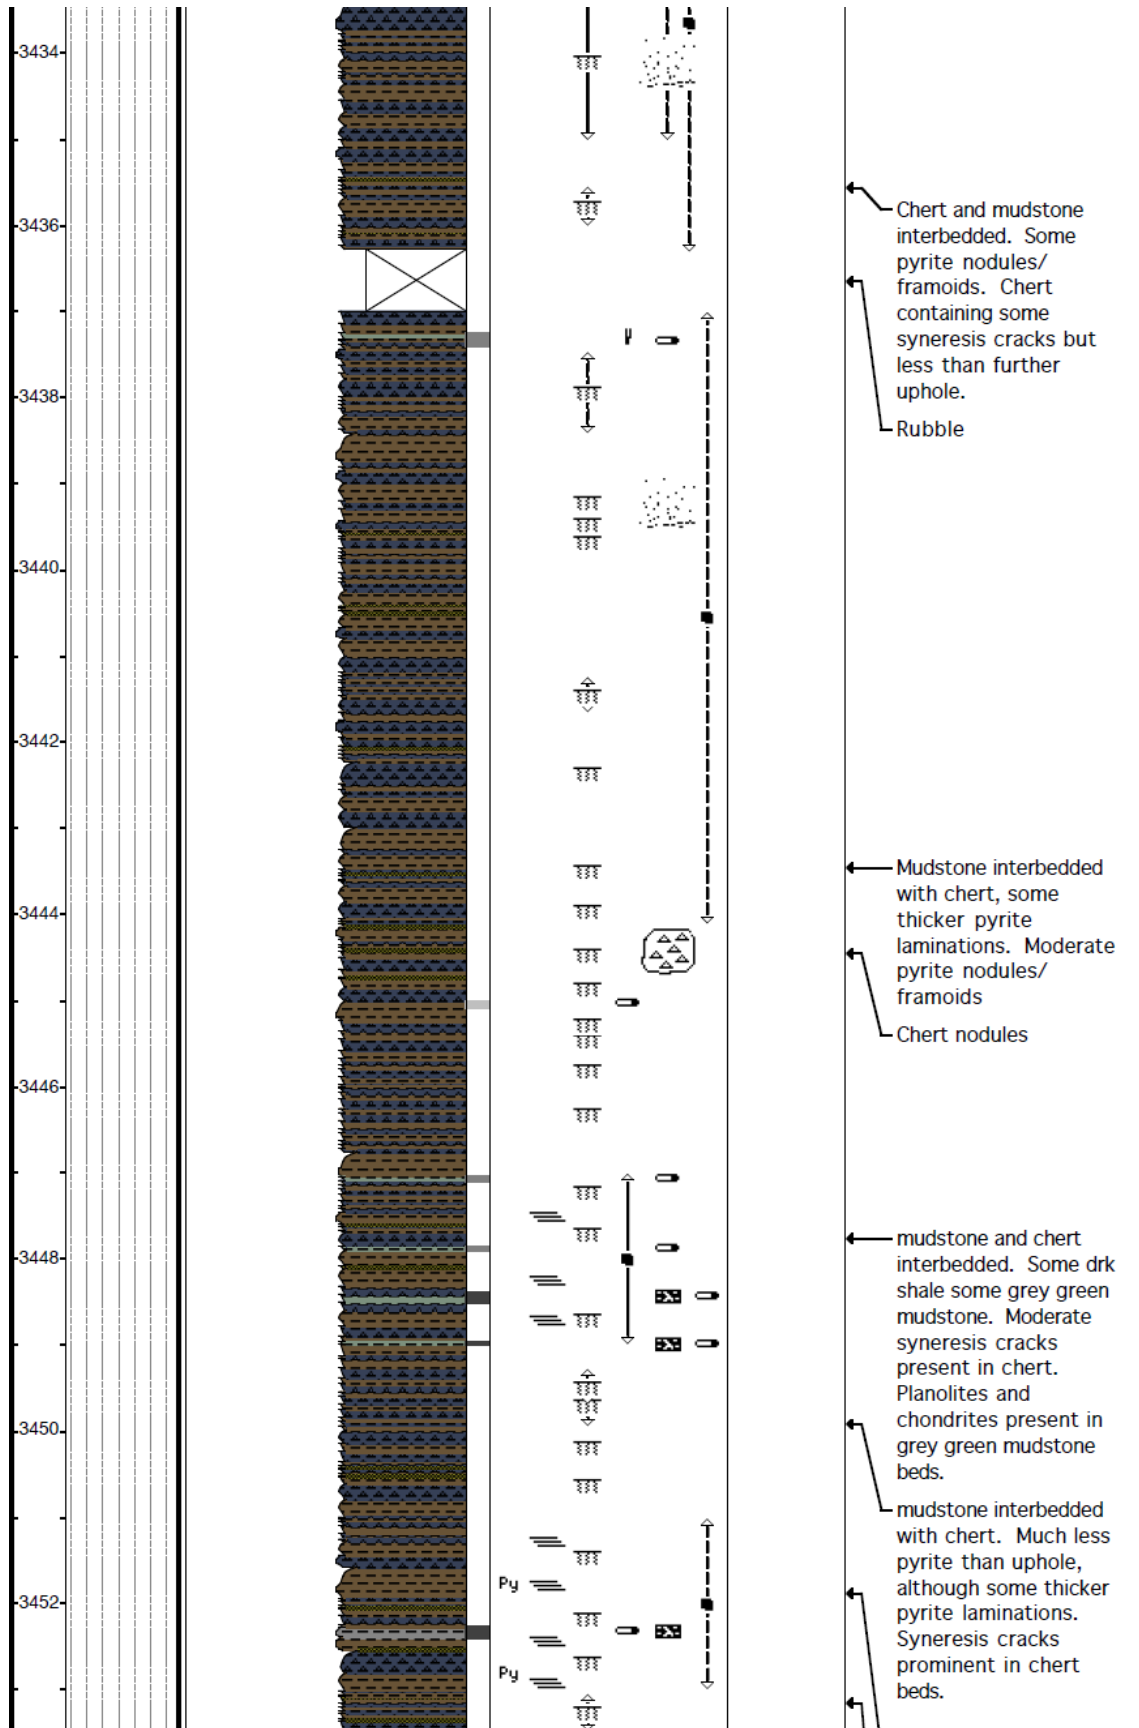 3434
3436
3438
3440
3442
3444
3446
3448
3450
3452
Py
Py
Chert and mudstone
interbedded. Some
pyrite nodules/
framoids. Chert
containing some
syneresis cracks but
less than further
uphole.
Rubble
Mudstone interbedded
with chert, some
thicker pyrite
laminations. Moderate
pyrite nodules/
framoids
Chert nodules
mudstone and chert
interbedded. Some drk
shale some grey green
mudstone. Moderate
syneresis cracks
present in chert.
Planolites and
chondrites present in
grey green mudstone
beds.
mudstone interbedded
with chert. Much less
pyrite than uphole,
although some thicker
pyrite laminations.
Syneresis cracks
prominent in chert
beds.